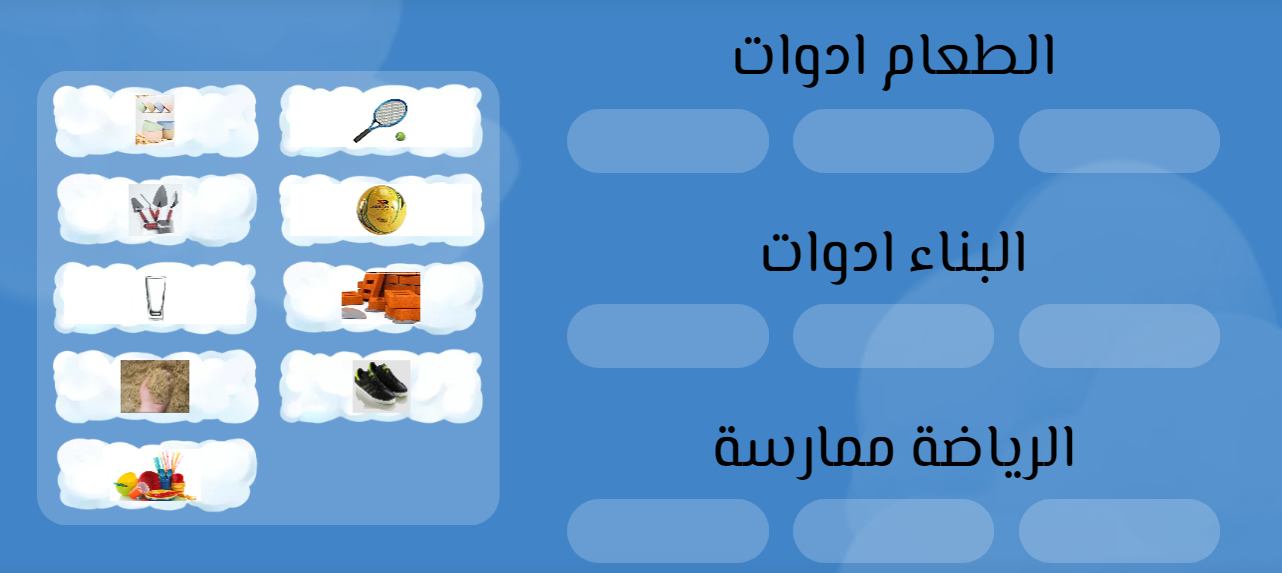 الطعام ادوات
البناء ادوات
الرياضة ممارسة